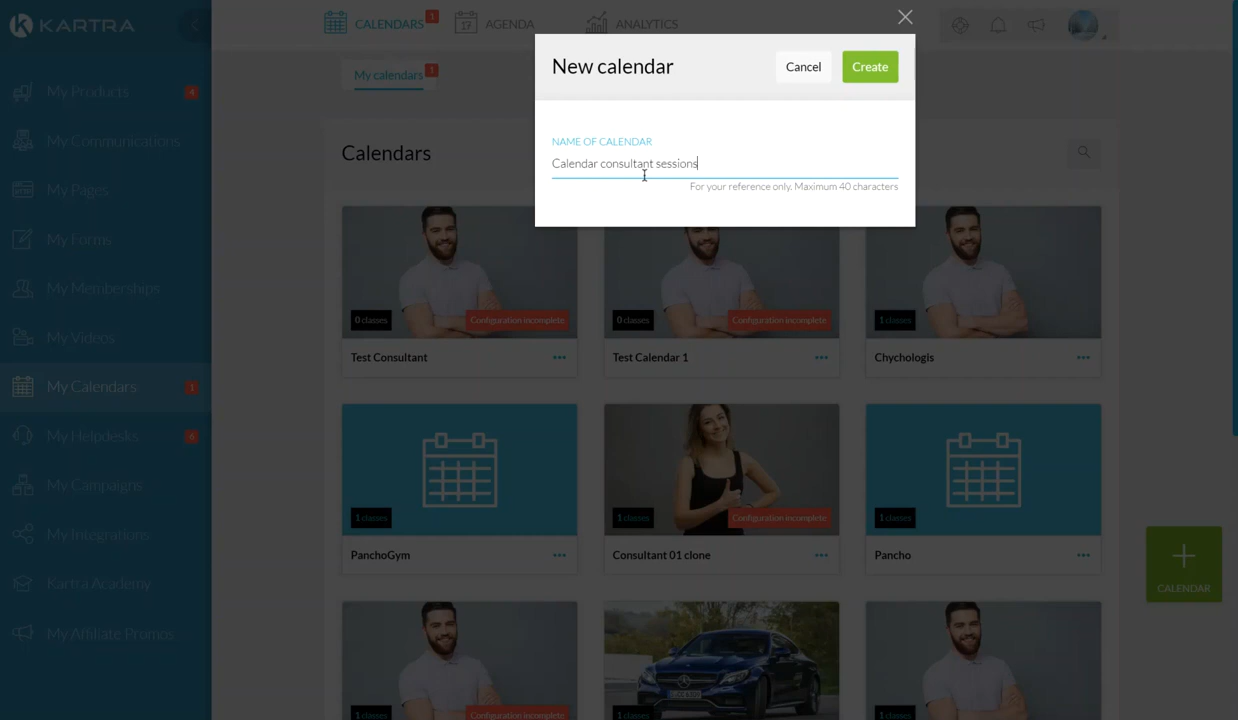 KARTRA
CALENDARS 1
AGENDA
ANALYTICS
My calendars 1
New calendar
Cancel
Create
NAME OF CALENDAR
Calendar consultant sessions
For your reference only. Maximum 40 characters
My Products 4
My Communications
My Pages
My Forms
My Memberships
My Videos
My Calendars 1
My Helpdesks 6
My Campaigns
My Integrations
Kartra Academy
My Affiliate Promos
Calendars
0 classes
Configuration incomplete
Test Consultant
0 classes
Configuration incomplete
Test Calendar 1
1 classes
Chychologis
1 classes
PanchoGym
1 classes
Configuration incomplete
Consultant 01 clone
1 classes
Pancho
CALENDAR
Configuration incomplete
1 classes
1 classes